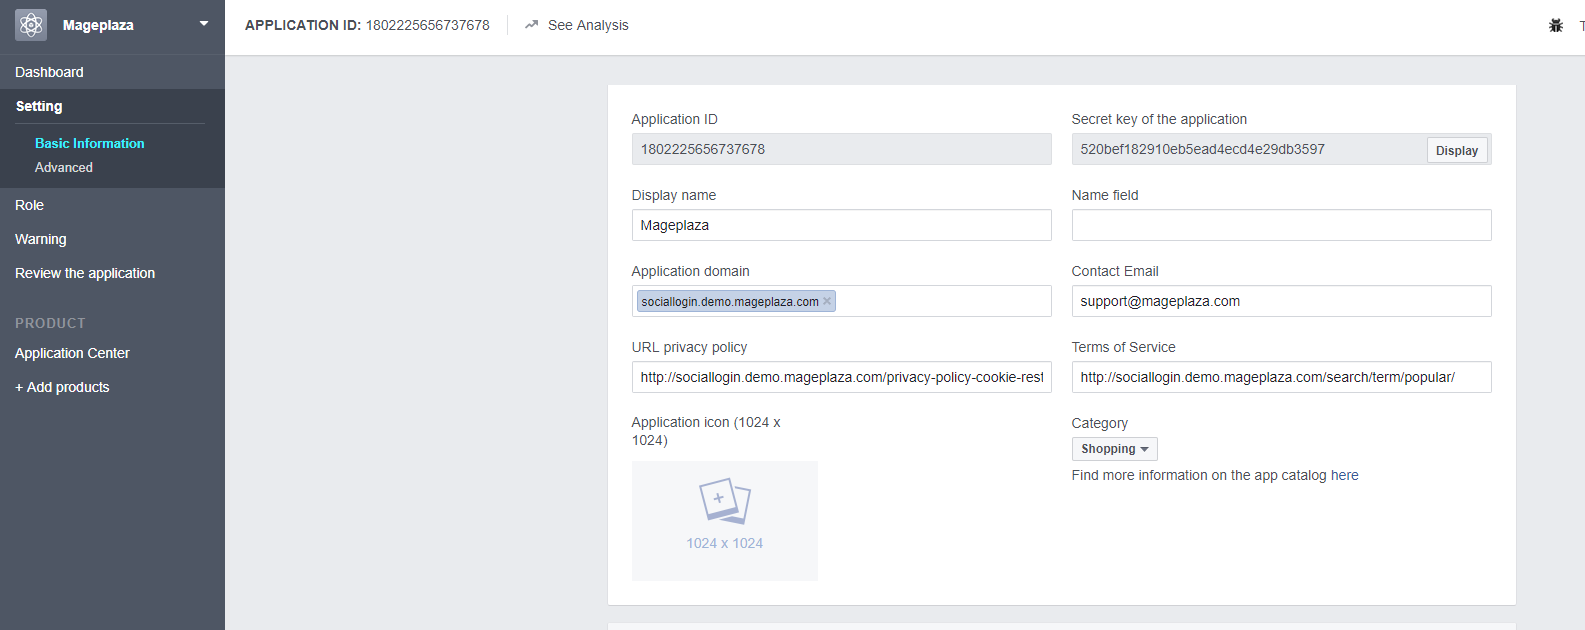 Mageplaza
APPLICATION ID: 1802225656737678
See Analysis
T
Dashboard
Setting
Basic Information
Advanced
Role
Warning
Review the application
PRODUCT
Application Center
+ Add products
Application ID
1802225656737678
Secret key of the application
520bef182910eb5ead4ecd4e29db3597
Display
Display name
Mageplaza
Name field
Application domain
sociallogin.demo.mageplaza.com ×
Contact Email
support@mageplaza.com
URL privacy policy
http://sociallogin.demo.mageplaza.com/privacy-policy-cookie-rest
Terms of Service
http://sociallogin.demo.mageplaza.com/search/term/popular/
Application icon (1024 x
1024)
1024 x 1024
Category
Shopping
Find more information on the app catalog here